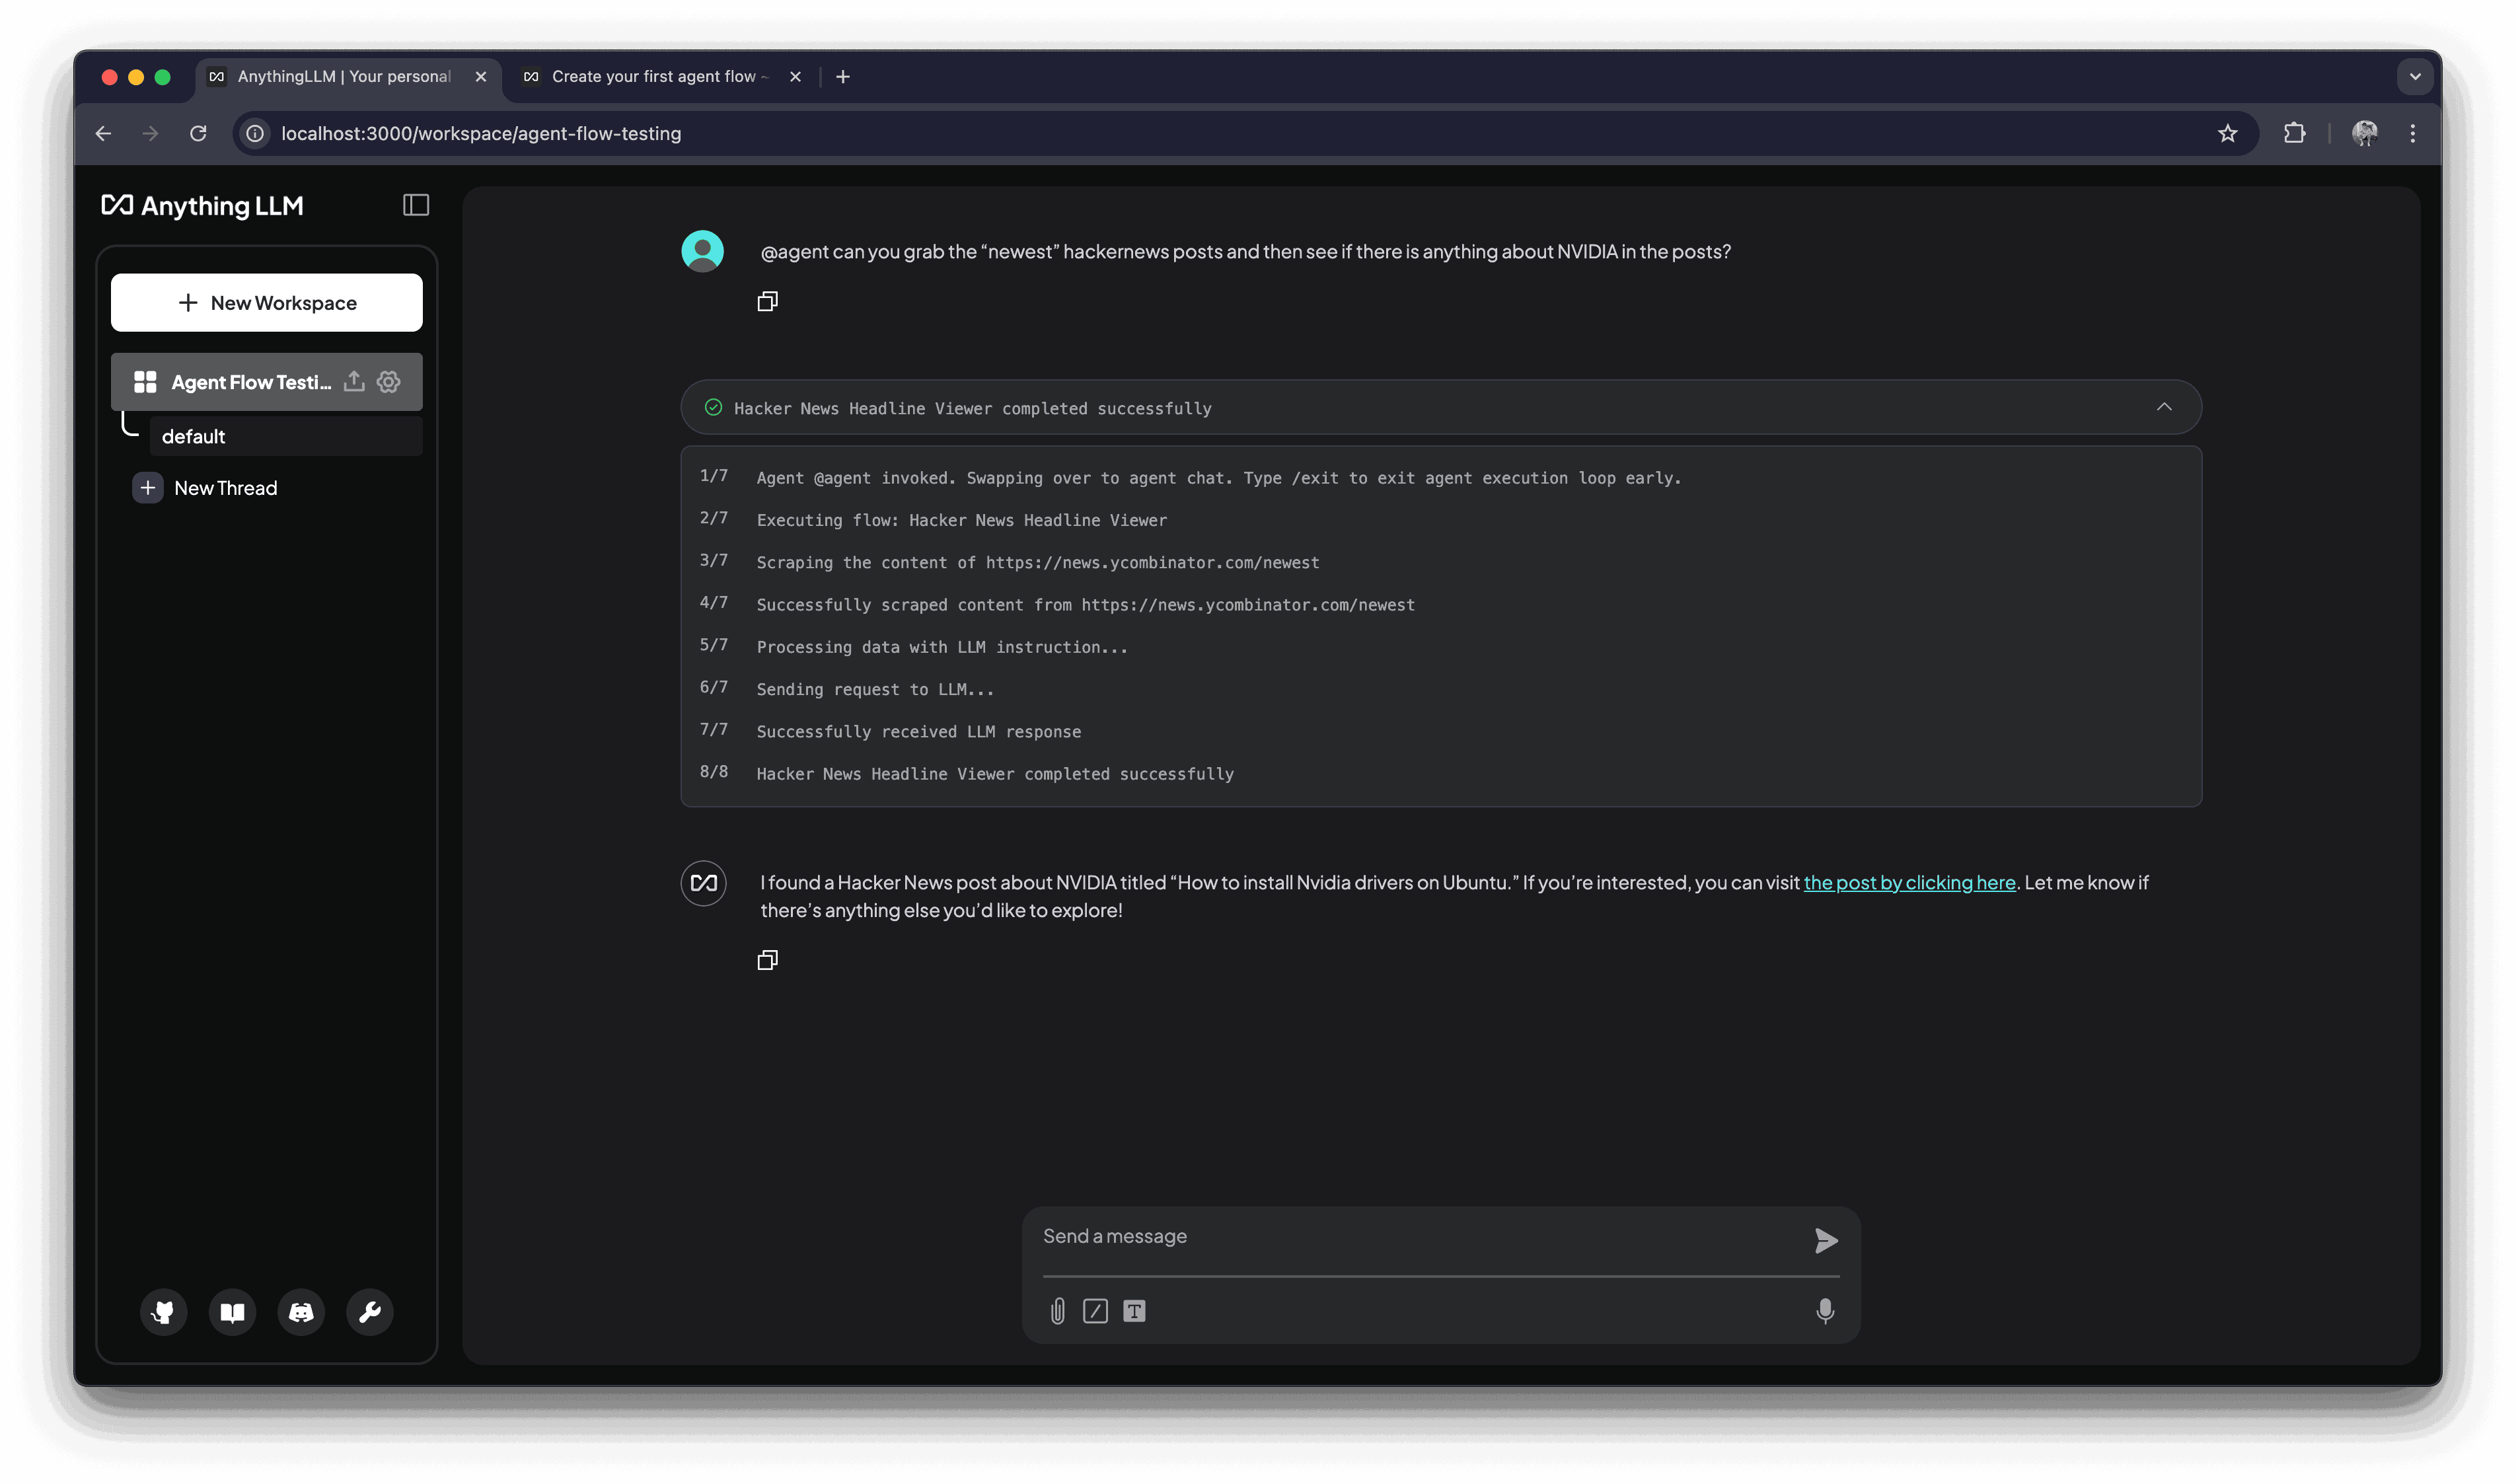 AnythingLLM | Your personal
Create your first agent flow ~
localhost:3000/workspace/agent-flow-testing
Anything LLM
New Workspace
Agent Flow Testi...
default
New Thread
@agent can you grab the “newest” hackernews posts and then see if there is anything about NVIDIA in the posts?
Hacker News Headline Viewer completed successfully
1/7 Agent @agent invoked. Swapping over to agent chat. Type /exit to exit agent execution loop early.
2/7 Executing flow: Hacker News Headline Viewer
3/7 Scraping the content of https://news.ycombinator.com/newest
4/7 Successfully scraped content from https://news.ycombinator.com/newest
5/7 Processing data with LLM instruction...
6/7 Sending request to LLM...
7/7 Successfully received LLM response
8/8 Hacker News Headline Viewer completed successfully
I found a Hacker News post about NVIDIA titled “How to install Nvidia drivers on Ubuntu.” If you’re interested, you can visit the post by clicking here. Let me know if
there’s anything else you’d like to explore!
Send a message
T